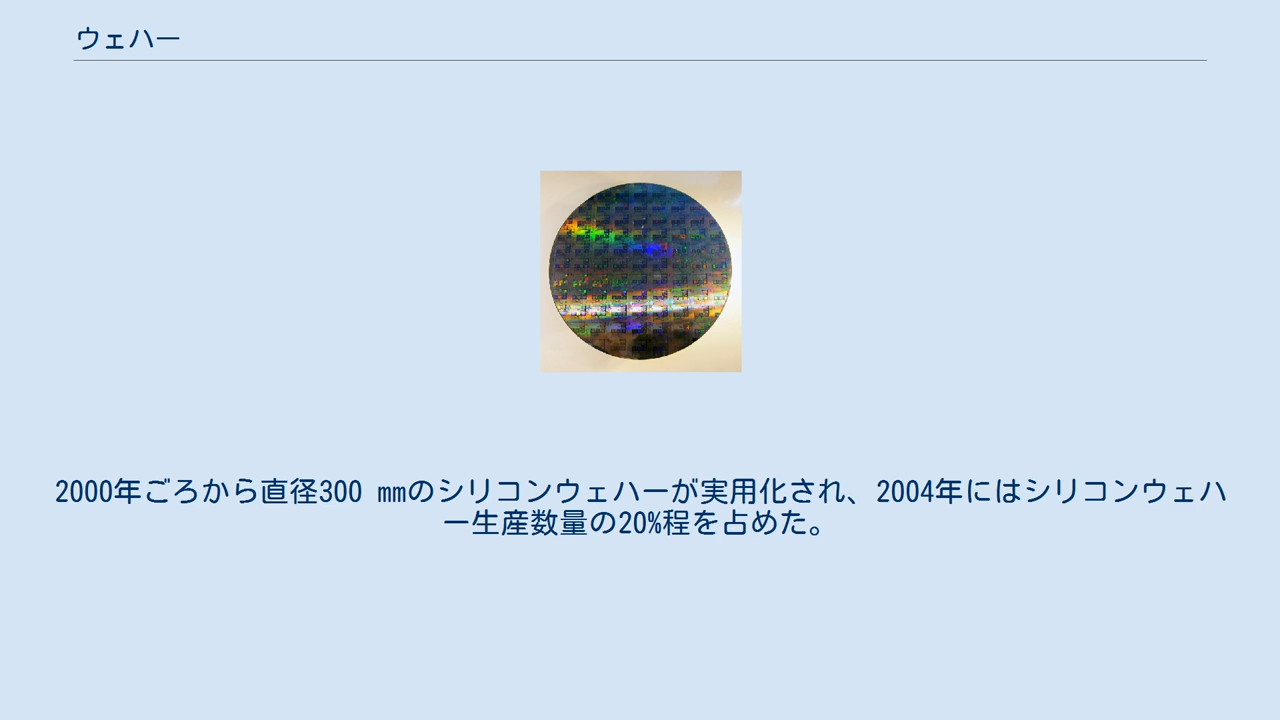 ウェハー
2000年ごろから直径300 ㎜のシリコンウェハーが実用化され、2004年にはシリコンウェハ
ー生産数量の20%程を占めた。